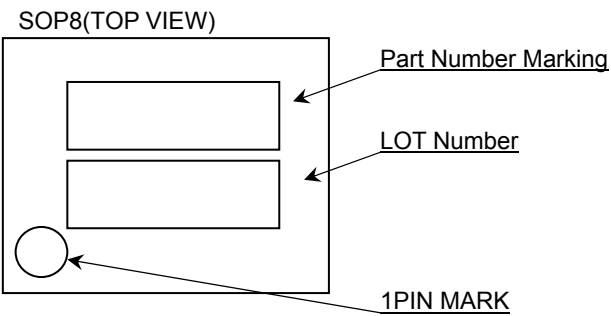 SOP8(TOP VIEW)
Part Number Marking
LOT Number
1PIN MARK